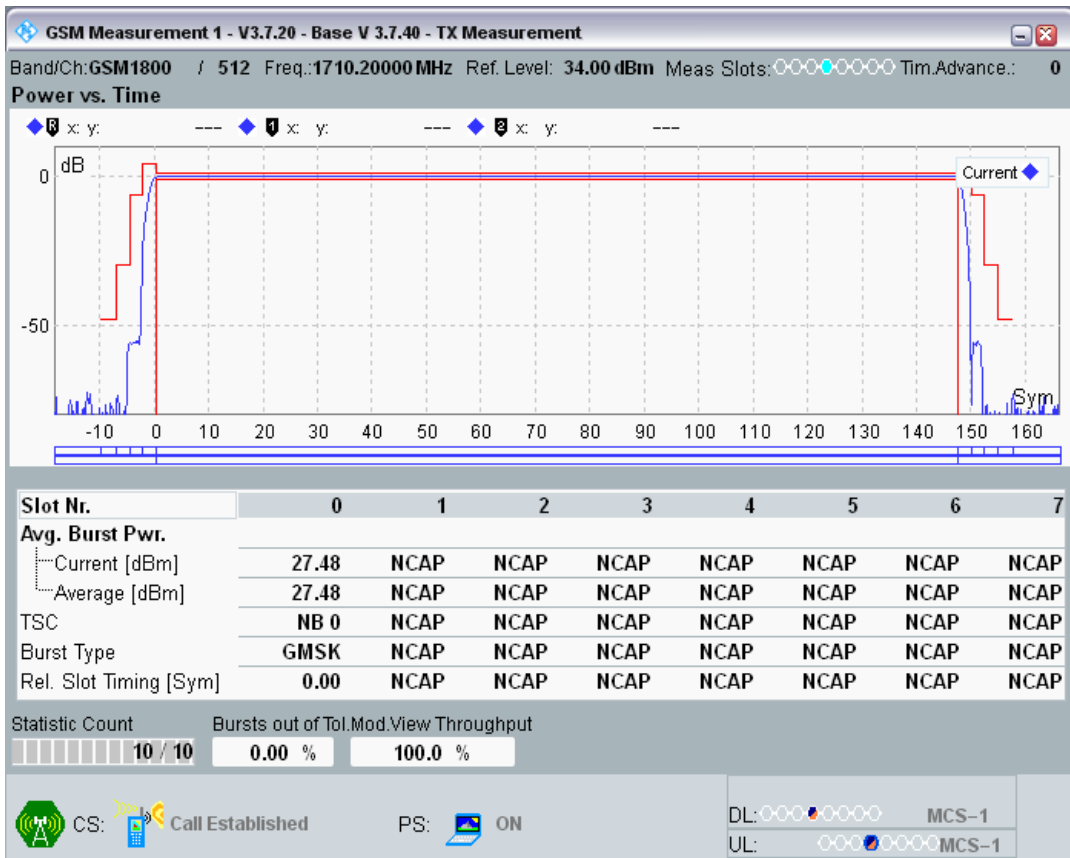 GSM Measurement 1 - V3.7.20 - Base V 3.7.40 - TX Measurement
Band/Ch:GSM1800 / 512 Freq.:1710.20000 MHz Ref. Level: 34.00 dBm Meas Slots: Tim.Advance.: 0
Power vs. Time
R x: y: --- 1 x: y: --- 2 x: y: ---
dB
Current
0
-50
Sym
-10 0 10 20 30 40 50 60 70 80 90 100 110 120 130 140 150 160
Slot Nr. 0 1 2 3 4 5 6 7
Avg. Burst Pwr.
Current [dBm] 27.48 NCAP NCAP NCAP NCAP NCAP NCAP NCAP
Average [dBm] 27.48 NCAP NCAP NCAP NCAP NCAP NCAP NCAP
TSC NB 0 NCAP NCAP NCAP NCAP NCAP NCAP NCAP
Burst Type GMSK NCAP NCAP NCAP NCAP NCAP NCAP NCAP
Rel. Slot Timing [Sym] 0.00 NCAP NCAP NCAP NCAP NCAP NCAP NCAP
Statistic Count Bursts out of Tol.Mod.View Throughput
10 / 10 0.00 % 100.0 %
CS: Call Established PS: ON
DL: MCS-1
UL: MCS-1